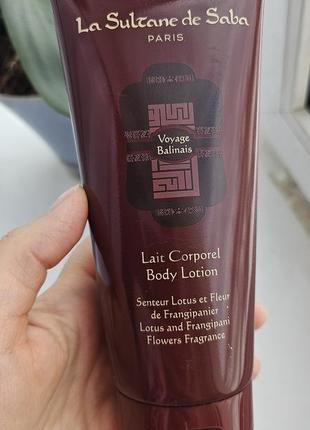 La Sultane de Saba
PARIS
Voyage
Balinais
Lait Corporel
Body Lotion
Senteur Lotus et Fleur
de Frangipanier
Lotus and Frangipani
Flowers Fragrance